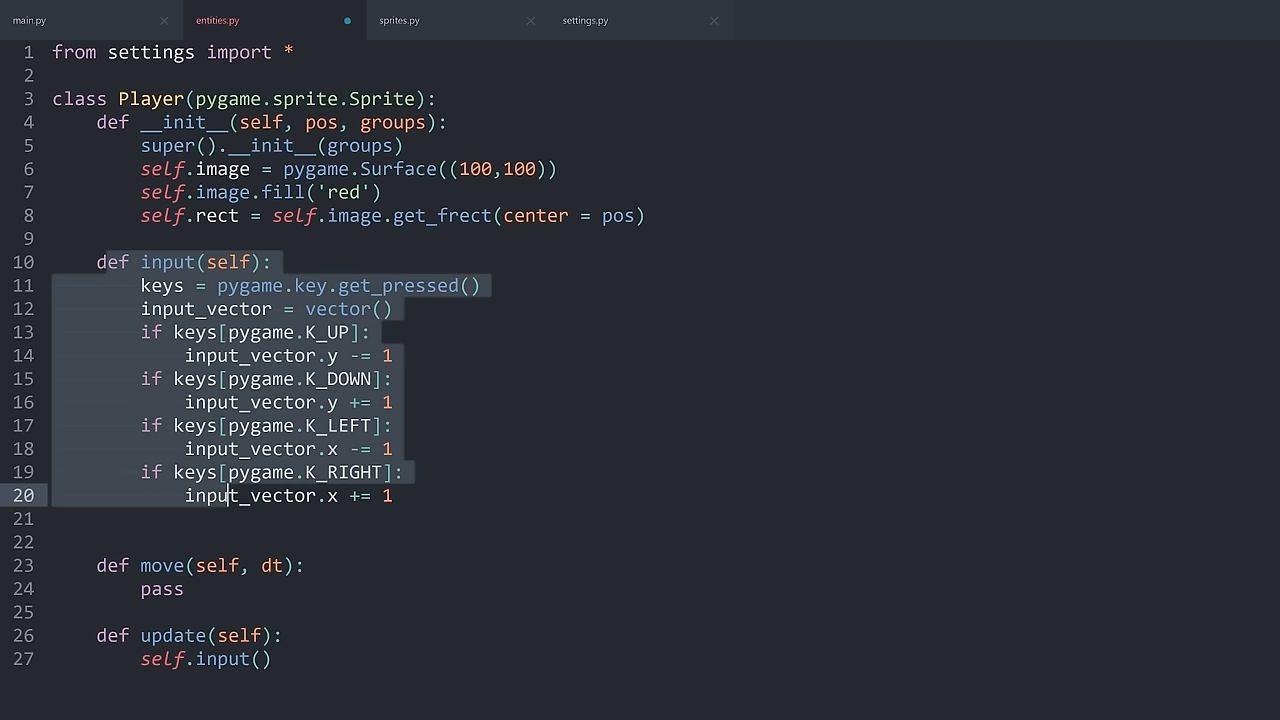 main.py
entities.py
sprites.py
settings.py
1 from settings import *
2
3 class Player(pygame.sprite.Sprite):
4     def __init__(self, pos, groups):
5         super().__init__(groups)
6         self.image = pygame.Surface((100,100))
7         self.image.fill('red')
8         self.rect = self.image.get_frect(center = pos)
9
10     def input(self):
11         keys = pygame.key.get_pressed()
12         input_vector = vector()
13         if keys[pygame.K_UP]:
14             input_vector.y -= 1
15         if keys[pygame.K_DOWN]:
16             input_vector.y += 1
17         if keys[pygame.K_LEFT]:
18             input_vector.x -= 1
19         if keys[pygame.K_RIGHT]:
20             input_vector.x += 1
21
22
23     def move(self, dt):
24         pass
25
26     def update(self):
27         self.input()